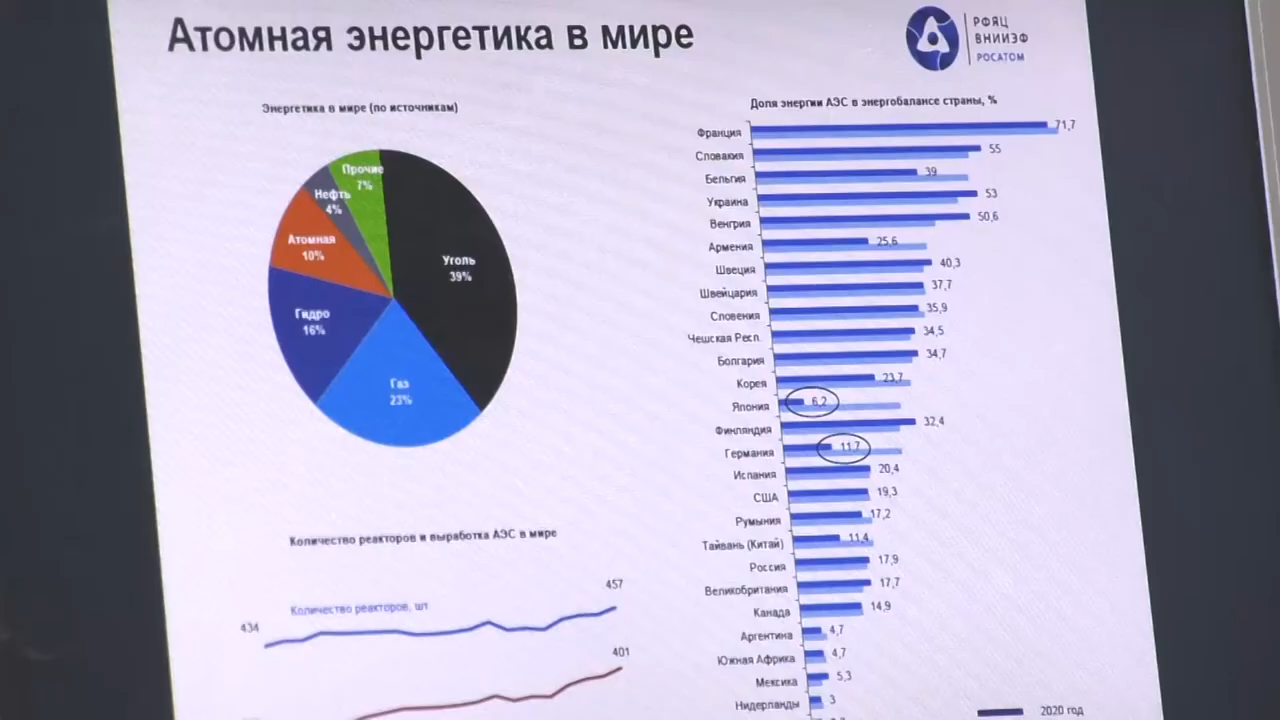 Атомная энергетика в мире
РФЯЦ
ВНИИЭФ
РОСАТОМ
Энергетика в мире (по источникам)
Прочие
7%
Нефть
4%
Атомная
10%
Уголь
39%
Гидро
16%
Газ
23%
Количество реакторов и выработка АЭС в мире
457
Количество реакторов, шт
434
401
Доля энергии АЭС в энергобалансе страны, %
Франция 71,7
Словакия 55
Бельгия 39
Украина 53
Венгрия 50,6
Армения 25,6
Швеция 40,3
Швейцария 37,7
Словения 35,9
Чешская Респ. 34,5
Болгария 34,7
Корея 23,7
Япония 6,2
Финляндия 32,4
Германия 11,7
Испания 20,4
США 19,3
Румыния 17,2
Тайвань (Китай) 11,4
Россия 17,9
Великобритания 17,7
Канада 14,9
Аргентина 4,7
Южная Африка 4,7
Мексика 5,3
Нидерланды 3
2020 год